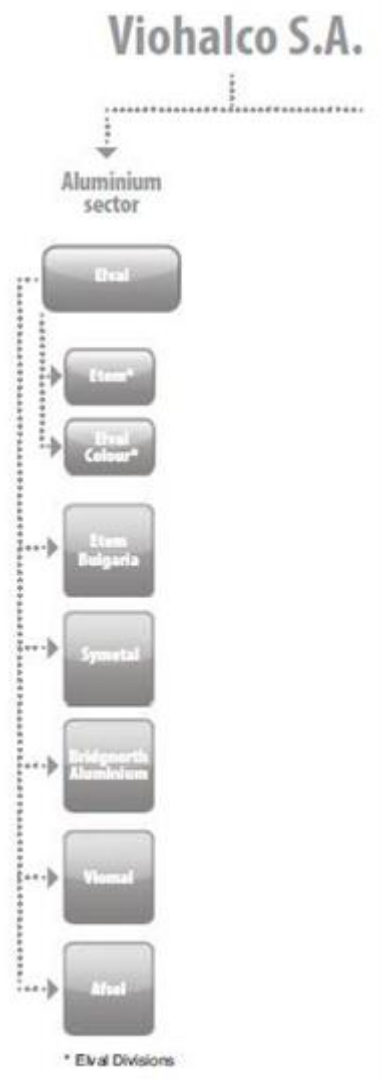 Viohalco S.A.
Aluminium
sector
Elval
Etem*
Elval
Colour*
Etem
Bulgaria
Symetal
Bridgnorth
Aluminium
Viomal
Afsel
* Elval Divisions